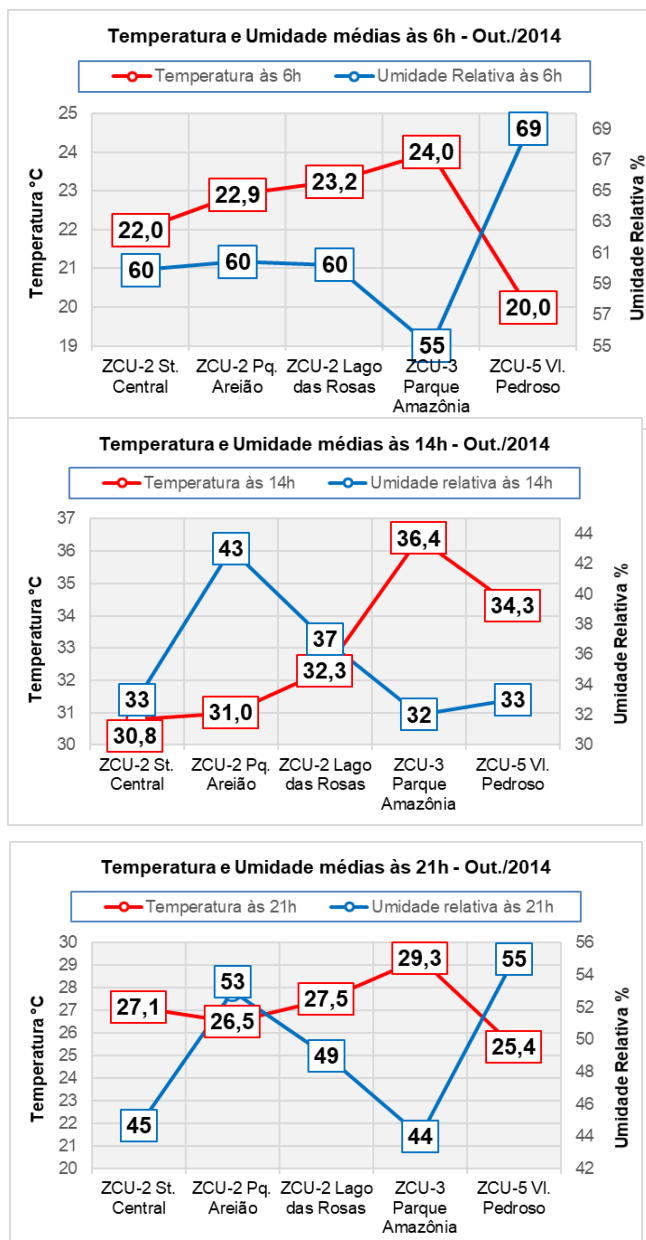 Temperatura e Umidade médias às 6h - Out./2014
Temperatura às 6h
Umidade Relativa às 6h
Temperatura °C
25
24
23
22
21
20
19
22,0
22,9
23,2
24,0
20,0
60
60
60
55
69
69
67
65
63
61
59
57
55
Umidade Relativa %
ZCU-2 St.
Central
ZCU-2 Pq.
Areião
ZCU-2 Lago
das Rosas
ZCU-3
Parque
Amazônia
ZCU-5 Vl.
Pedroso
Temperatura e Umidade médias às 14h - Out./2014
Temperatura às 14h
Umidade relativa às 14h
Temperatura °C
37
36
35
34
33
32
31
30
30,8
31,0
32,3
36,4
34,3
33
43
37
32
33
44
42
40
38
36
34
32
30
Umidade Relativa %
ZCU-2 St.
Central
ZCU-2 Pq.
Areião
ZCU-2 Lago
das Rosas
ZCU-3
Parque
Amazônia
ZCU-5 Vl.
Pedroso
Temperatura e Umidade médias às 21h - Out./2014
Temperatura às 21h
Umidade relativa às 21h
Temperatura °C
30
29
28
27
26
25
24
23
22
21
20
27,1
26,5
27,5
29,3
25,4
45
53
49
44
55
56
54
52
50
48
46
44
42
Umidade Relativa %
ZCU-2 St.
Central
ZCU-2 Pq.
Areião
ZCU-2 Lago
das Rosas
ZCU-3
Parque
Amazônia
ZCU-5 Vl.
Pedroso